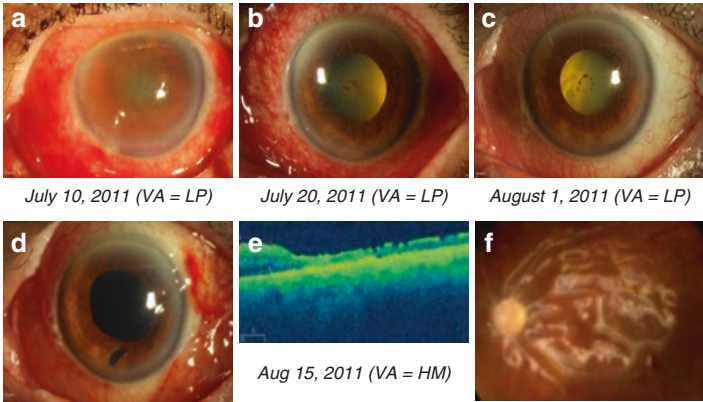 a
b
c
July 10, 2011 (VA = LP)
July 20, 2011 (VA = LP)
August 1, 2011 (VA = LP)
d
e
f
Aug 15, 2011 (VA = HM)